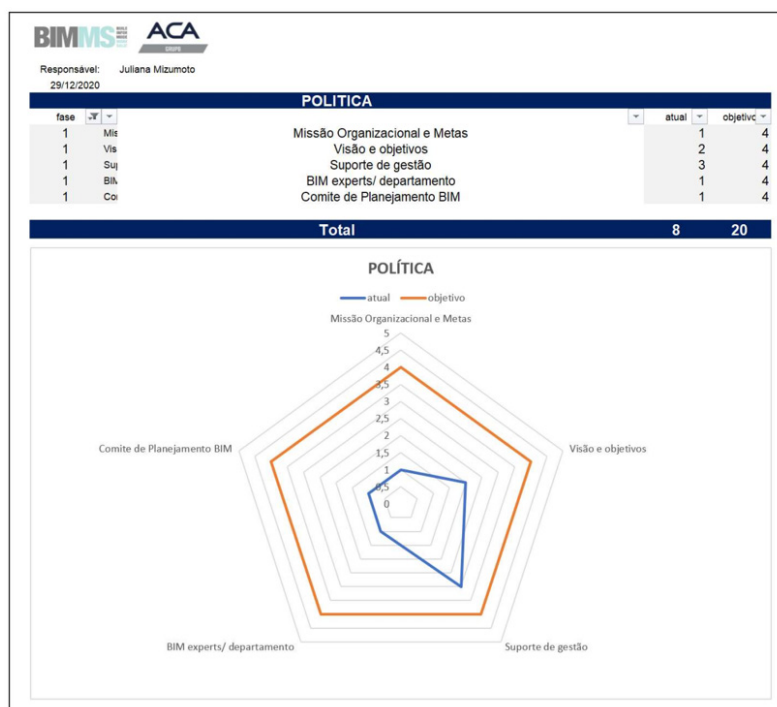 BIMMS ACA
GRUPE
Responsável: Juliana Mizumoto
29/12/2020
POLITICA
fase atual objetivo
1 Mis Missão Organizacional e Metas 1 4
1 Vis Visão e objetivos 2 4
1 Suporte de gestão 3 4
1 BIM experts/ departamento 1 4
1 Comite de Planejamento BIM 1 4
Total 8 20
POLÍTICA
atual objetivo
Missão Organizacional e Metas
5
4,5
4
3,5
3
2,5
2
1,5
1
0,5
0
Comite de Planejamento BIM
Visão e objetivos
BIM experts/ departamento
Suporte de gestão